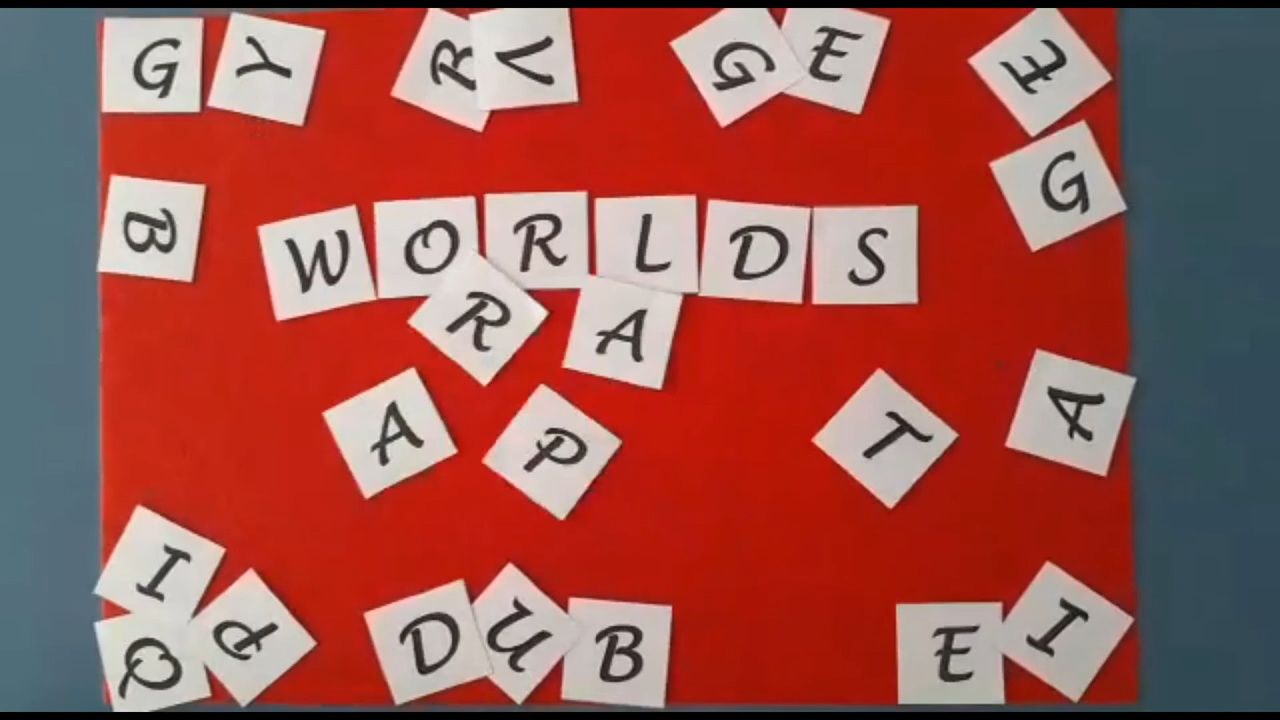 G Y R V G E Z
B G
WORLDS
R A
A P T A
I
Q P D U B E I